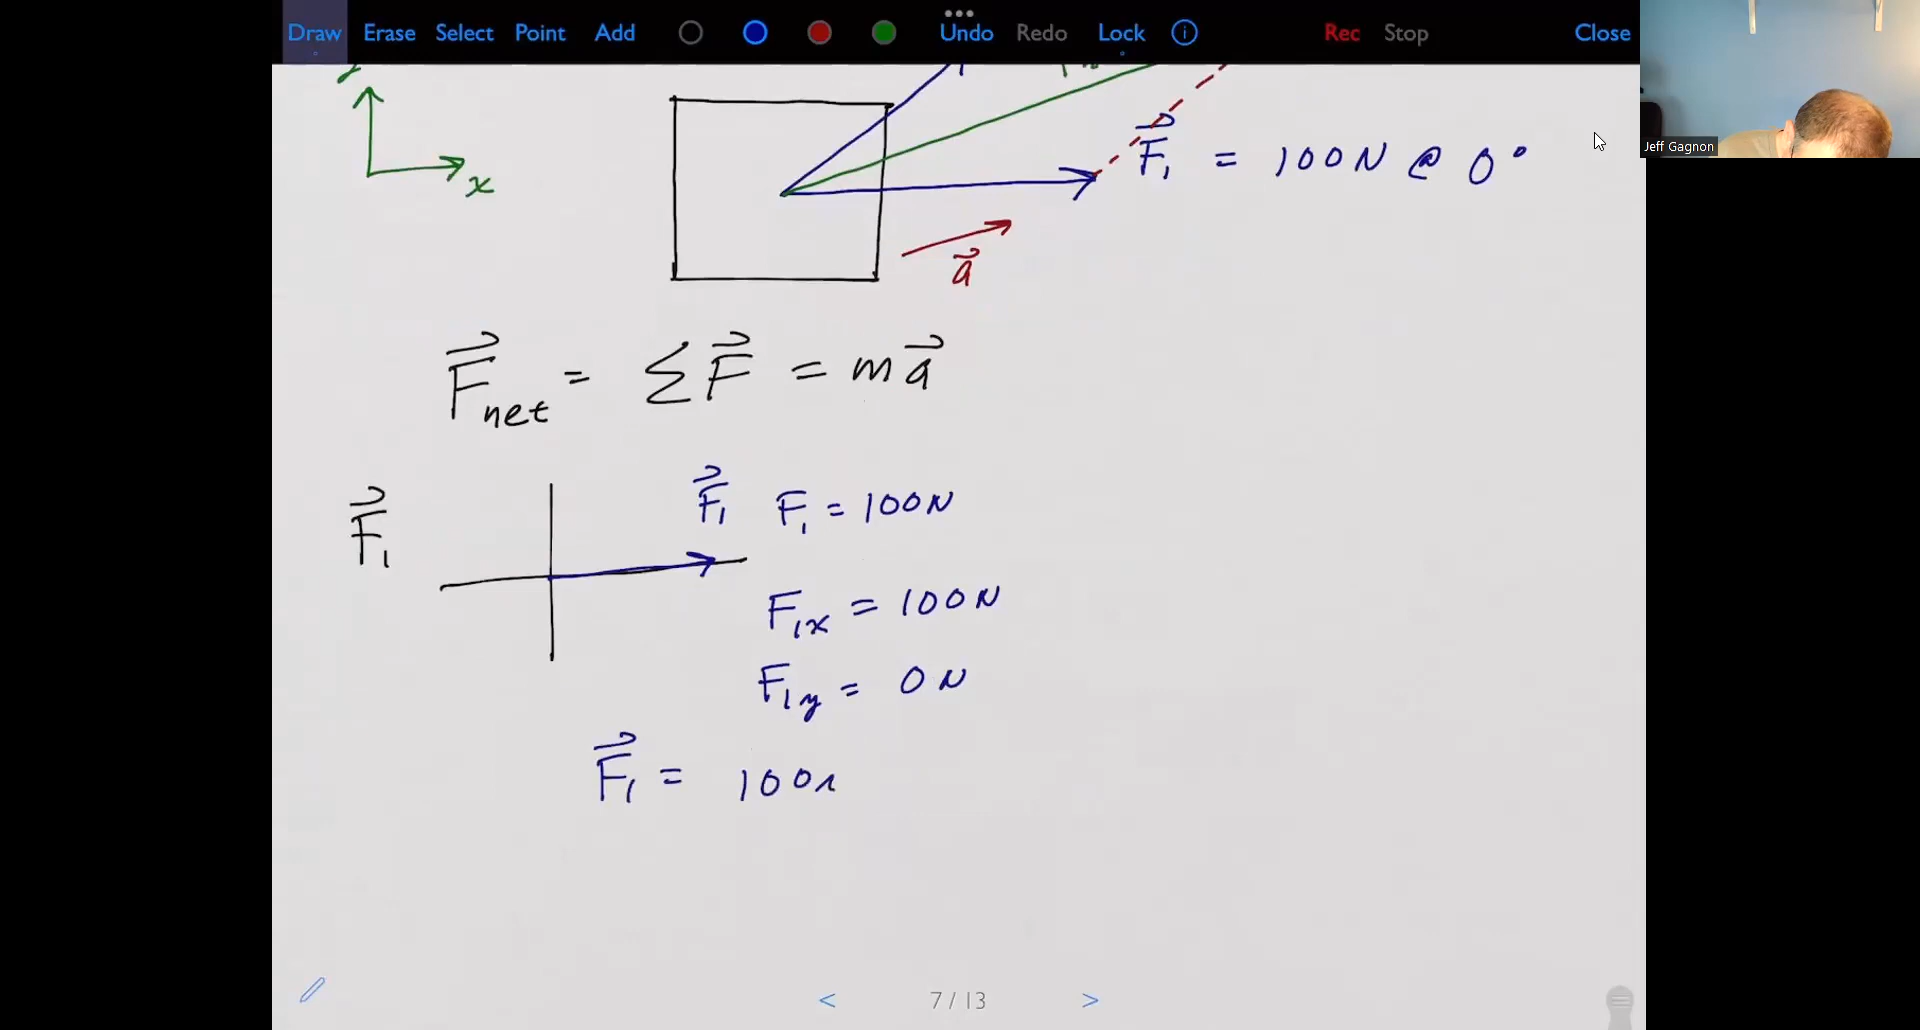 Draw Erase Select Point Add Undo Redo Lock Rec Stop Close
Jeff Gagnon
y
x
F⃗₁ = 100N @ 0°
a⃗
F⃗net = ΣF⃗ = ma⃗
F⃗₁
F⃗₁ F₁ = 100N
F₁ₓ = 100N
F₁y = 0N
F⃗₁ = 100
< 7/13 >